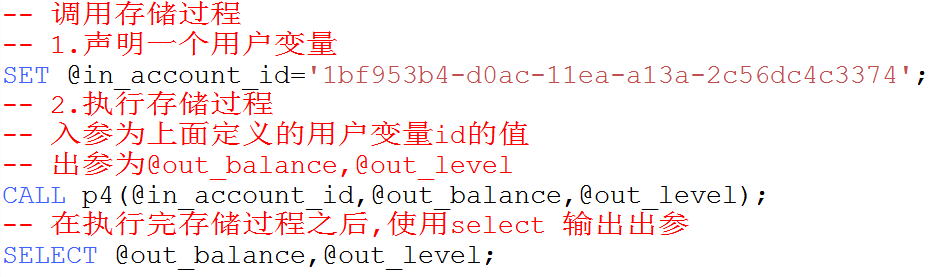 -- 调用存储过程
-- 1.声明一个用户变量
SET @in_account_id='1bf953b4-d0ac-11ea-a13a-2c56dc4c3374';
-- 2.执行存储过程
-- 入参为上面定义的用户变量id的值
-- 出参为@out_balance,@out_level
CALL p4(@in_account_id,@out_balance,@out_level);
-- 在执行完存储过程之后,使用select 输出出参
SELECT @out_balance,@out_level;